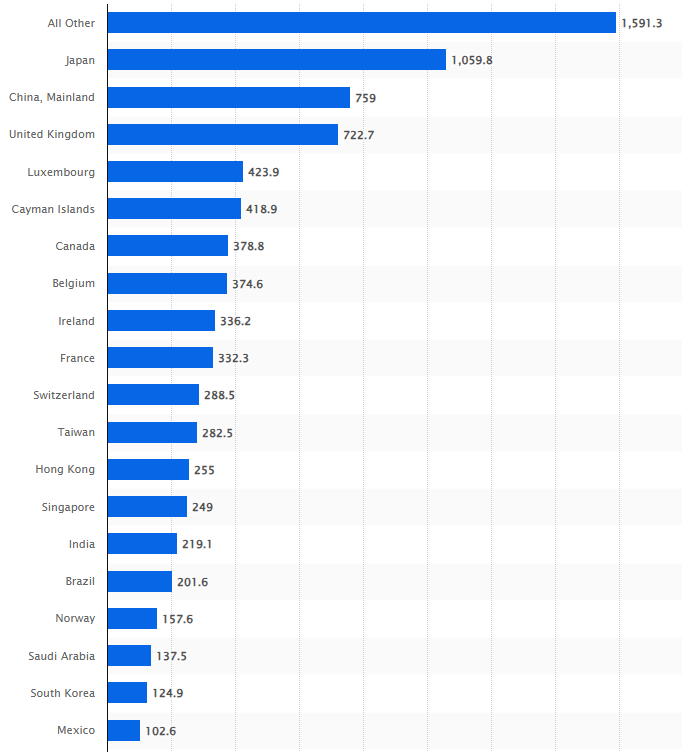 All Other 1,591.3
Japan 1,059.8
China, Mainland 759
United Kingdom 722.7
Luxembourg 423.9
Cayman Islands 418.9
Canada 378.8
Belgium 374.6
Ireland 336.2
France 332.3
Switzerland 288.5
Taiwan 282.5
Hong Kong 255
Singapore 249
India 219.1
Brazil 201.6
Norway 157.6
Saudi Arabia 137.5
South Korea 124.9
Mexico 102.6